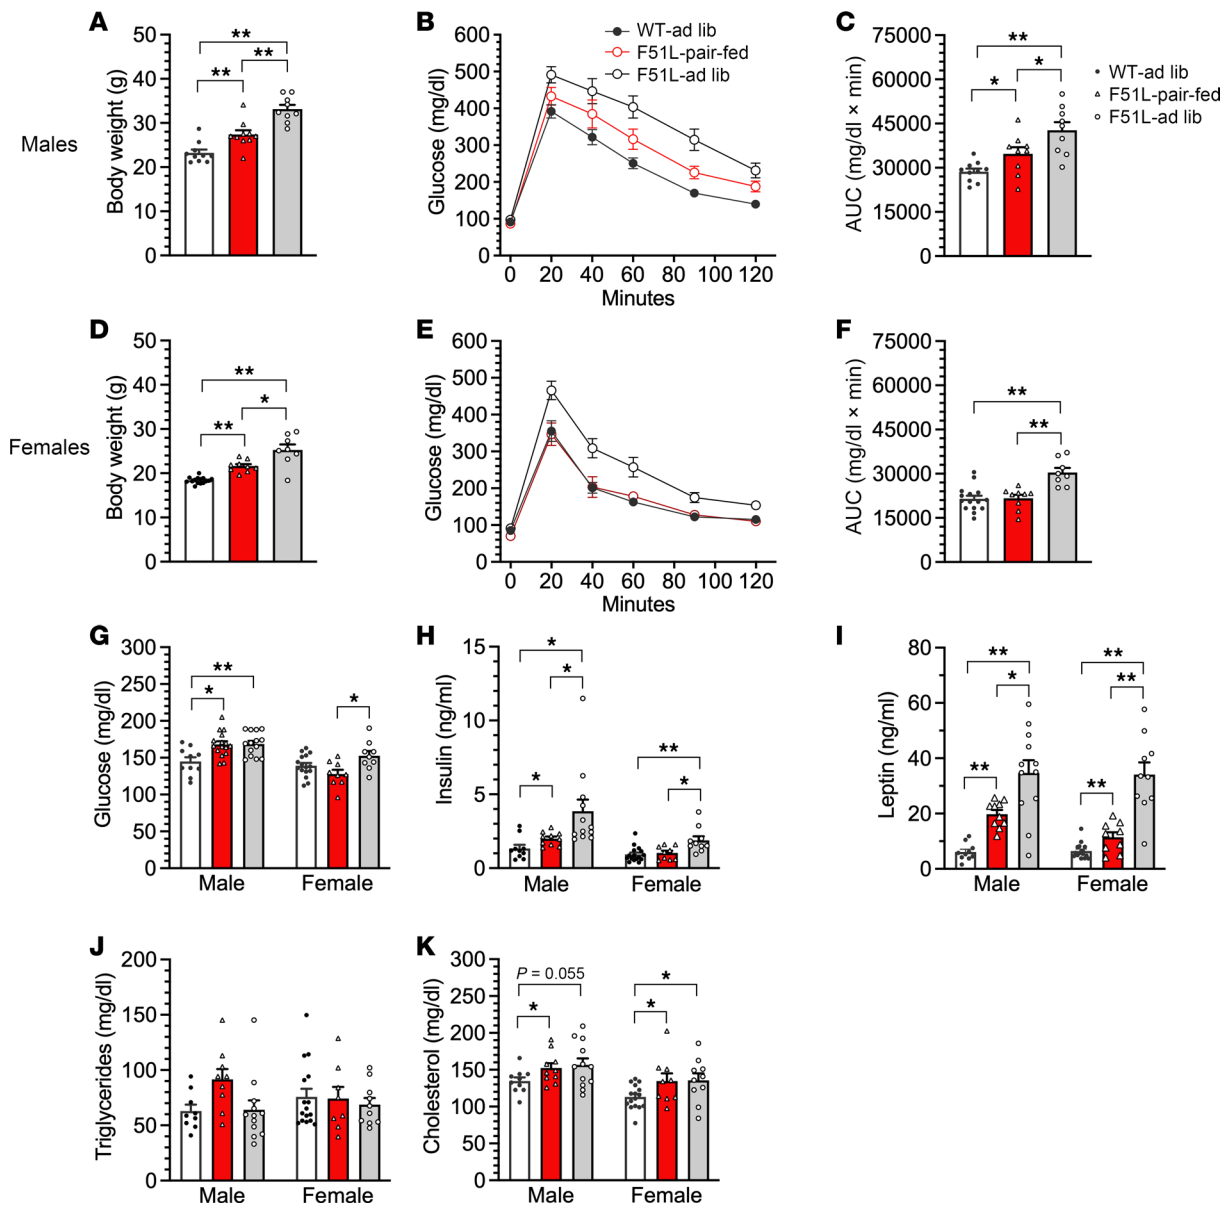 A
B
C
Males
Body weight (g)
50
40
30
20
10
0
**
**
**
WT-ad lib
F51L-pair-fed
F51L-ad lib
Glucose (mg/dl)
600
500
400
300
200
100
0
0 20 40 60 80 100 120
Minutes
AUC (mg/dl × min)
75000
60000
45000
30000
15000
0
**
*
*
WT-ad lib
F51L-pair-fed
F51L-ad lib
D
E
F
Females
Body weight (g)
50
40
30
20
10
0
**
*
**
Glucose (mg/dl)
600
500
400
300
200
100
0
0 20 40 60 80 100 120
Minutes
AUC (mg/dl × min)
75000
60000
45000
30000
15000
0
**
**
G
H
I
Glucose (mg/dl)
300
250
200
150
100
50
0
**
*
*
Male Female
Insulin (ng/ml)
15
10
5
0
*
*
*
**
*
Male Female
Leptin (ng/ml)
80
60
40
20
0
**
*
**
**
**
**
Male Female
J
K
Triglycerides (mg/dl)
200
150
100
50
0
Male Female
Cholesterol (mg/dl)
300
250
200
150
100
50
0
P = 0.055
*
*
*
Male Female